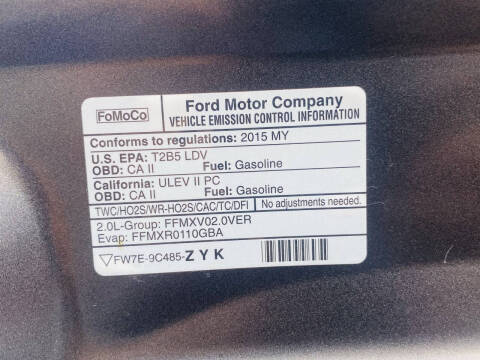 FoMoCo
Ford Motor Company
VEHICLE EMISSION CONTROL INFORMATION
Conforms to regulations: 2015 MY
U.S. EPA: T2B5 LDV
OBD: CA II Fuel: Gasoline
California: ULEV II PC
OBD: CA II Fuel: Gasoline
TWC/HO2S/WR-HO2S/CAC/TC/DFI No adjustments needed.
2.0L-Group: FFMXV02.0VER
Evap: FFMXR0110GBA
FW7E-9C485-ZYK